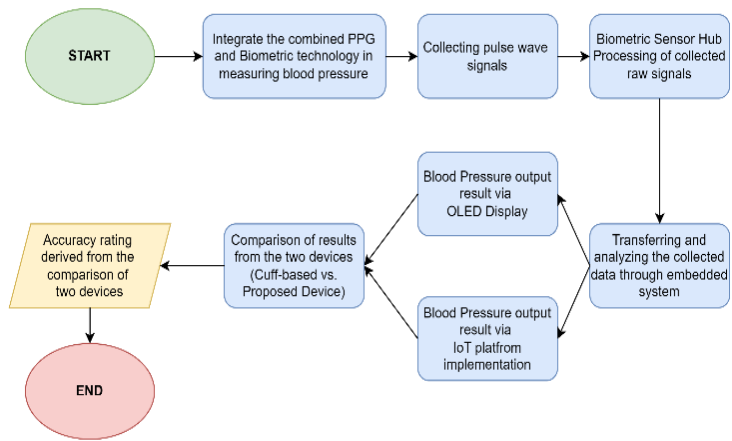 START
Integrate the combined PPG
and Biometric technology in
measuring blood pressure
Collecting pulse wave
signals
Biometric Sensor Hub
Processing of collected
raw signals
Transferring and
analyzing the collected
data through embedded
system
Blood Pressure output
result via
OLED Display
Blood Pressure output
result via
IoT platfrom
implementation
Comparison of results
from the two devices
(Cuff-based vs.
Proposed Device)
Accuracy rating
derived from the
comparison of
two devices
END